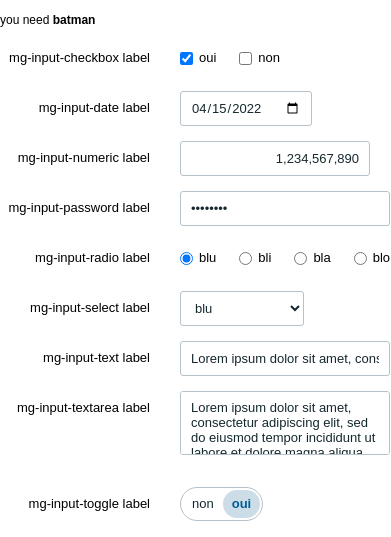 you need batman
mg-input-checkbox label oui non
mg-input-date label 04/15/2022
mg-input-numeric label 1,234,567,890
mg-input-password label ••••••••
mg-input-radio label blu bli bla blo
mg-input-select label blu
mg-input-text label Lorem ipsum dolor sit amet, cons
mg-input-textarea label Lorem ipsum dolor sit amet,
consectetur adipiscing elit, sed
do eiusmod tempor incididunt ut
labore et dolore magna aliqua
mg-input-toggle label non oui